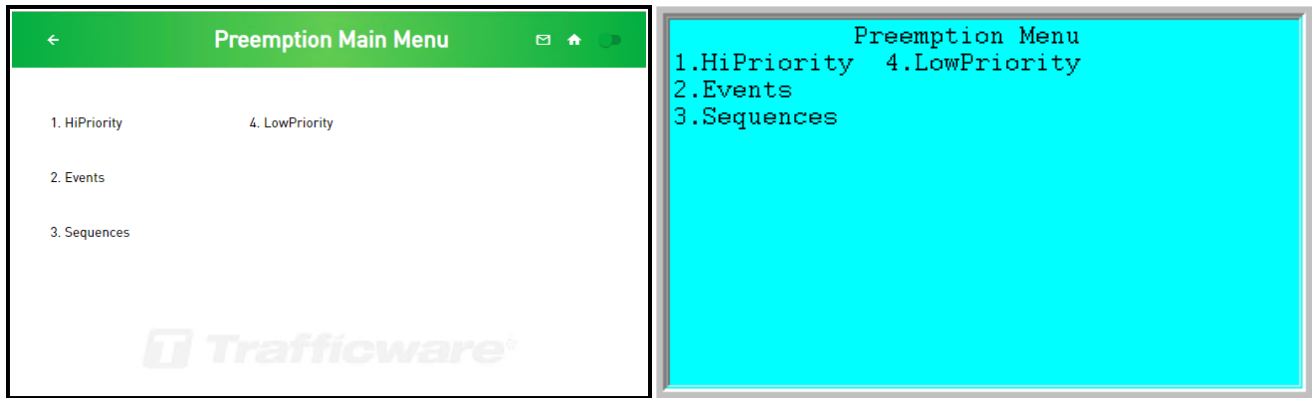 Preemption Main Menu
1. HiPriority 4. LowPriority
2. Events
3. Sequences
Trafficware
Preemption Menu
1.HiPriority 4.LowPriority
2.Events
3.Sequences